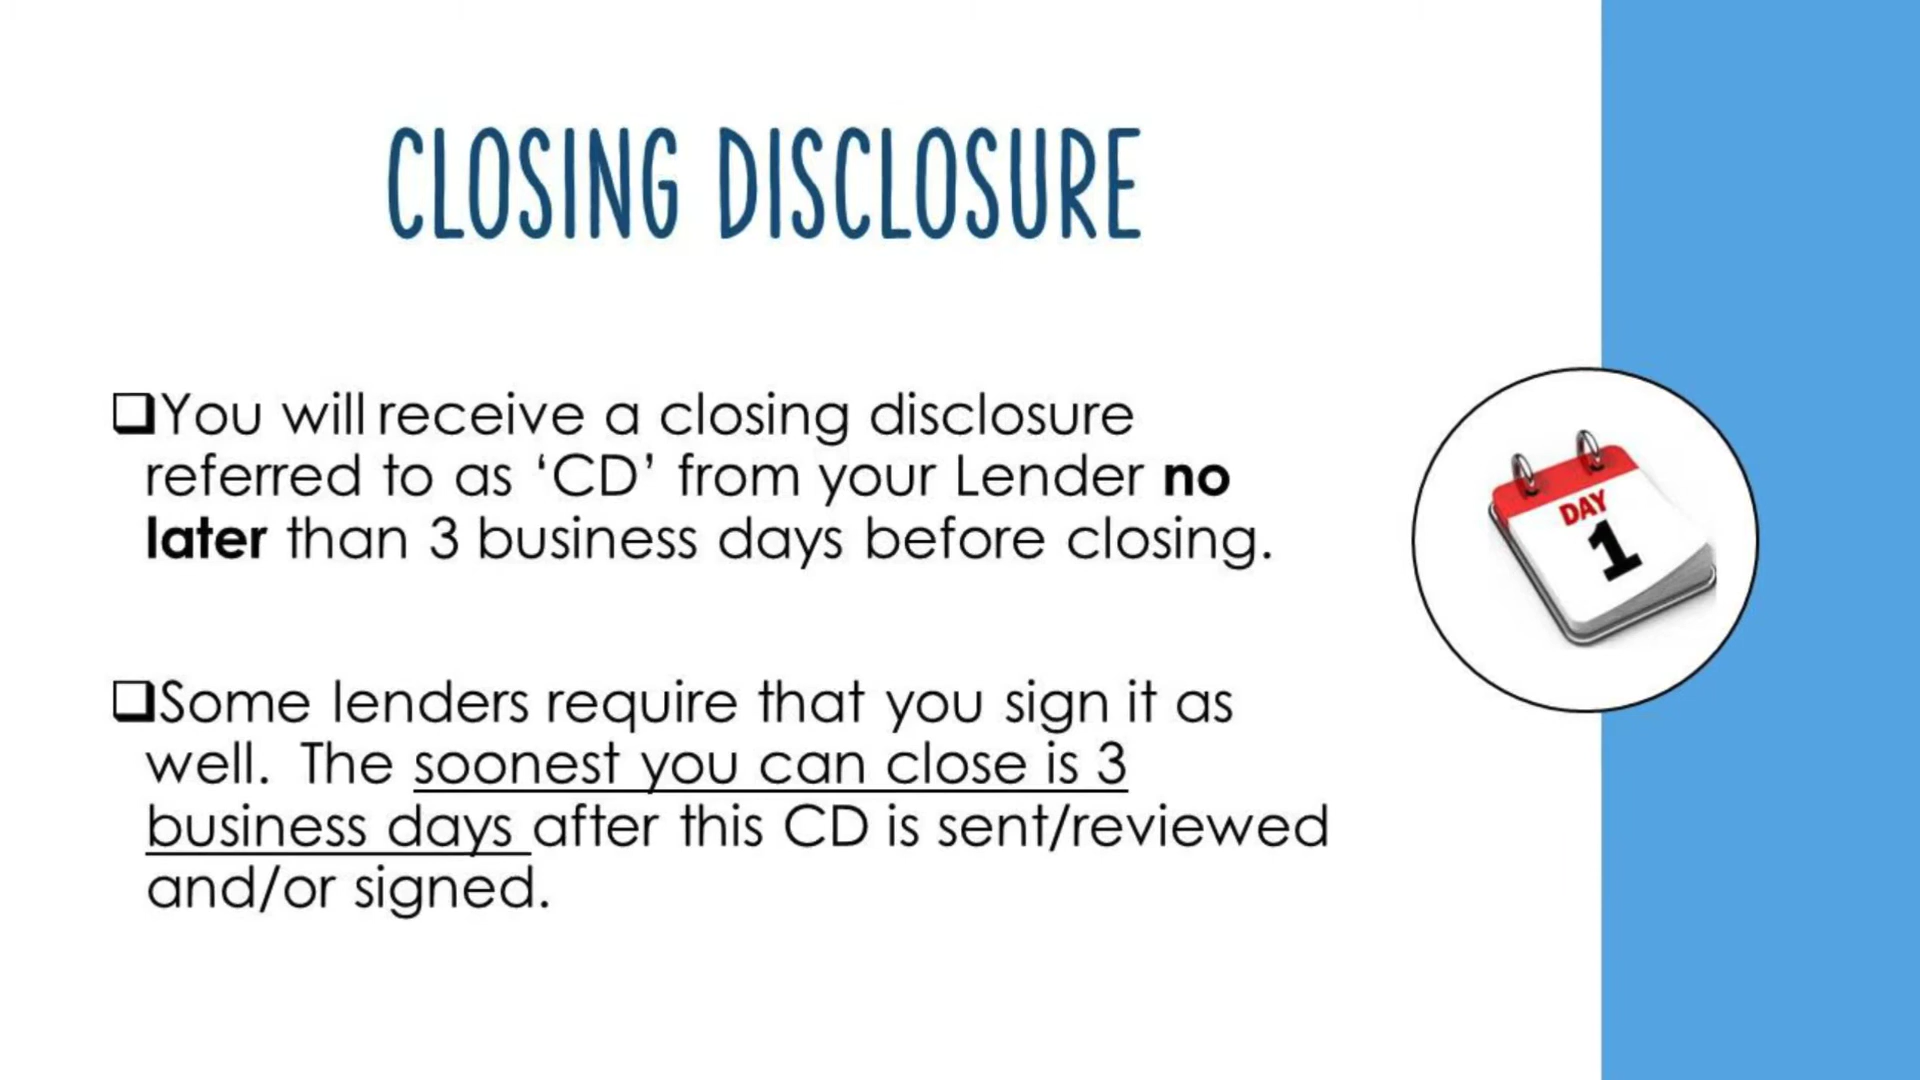 CLOSING DISCLOSURE
❑You will receive a closing disclosure
referred to as ‘CD’ from your Lender no
later than 3 business days before closing.
DAY
1
❑Some lenders require that you sign it as
well. The soonest you can close is 3
business days after this CD is sent/reviewed
and/or signed.